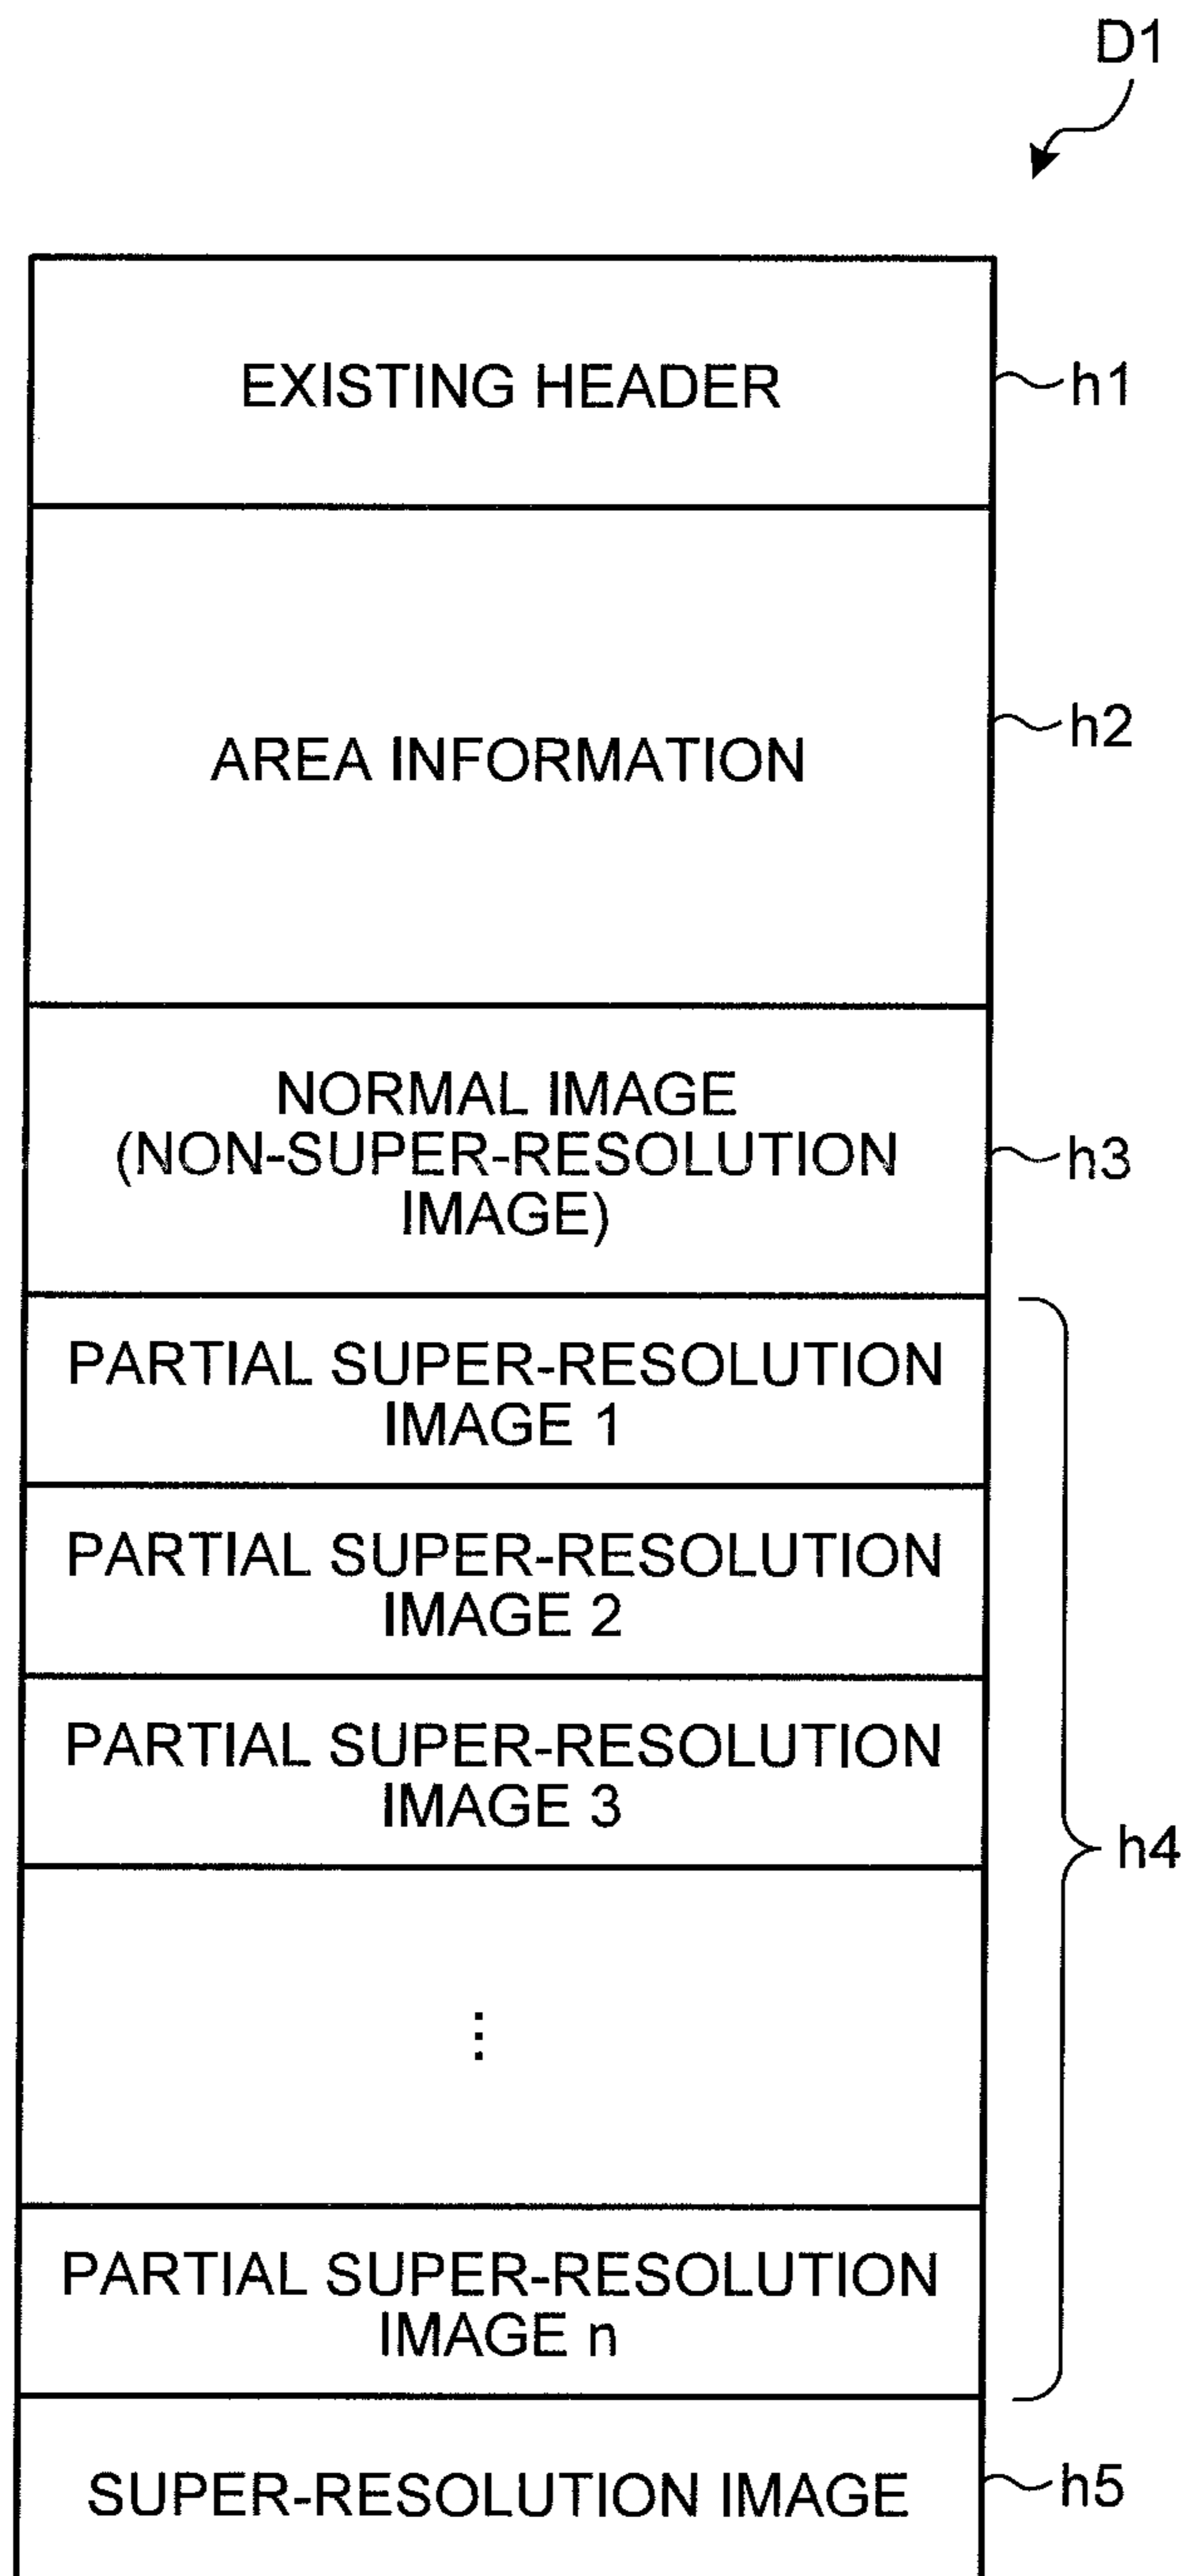 D1
EXISTING HEADER
h1
AREA INFORMATION
h2
NORMAL IMAGE
(NON-SUPER-RESOLUTION
IMAGE)
h3
PARTIAL SUPER-RESOLUTION
IMAGE 1
PARTIAL SUPER-RESOLUTION
IMAGE 2
PARTIAL SUPER-RESOLUTION
IMAGE 3
h4
⋮
PARTIAL SUPER-RESOLUTION
IMAGE n
SUPER-RESOLUTION IMAGE
h5